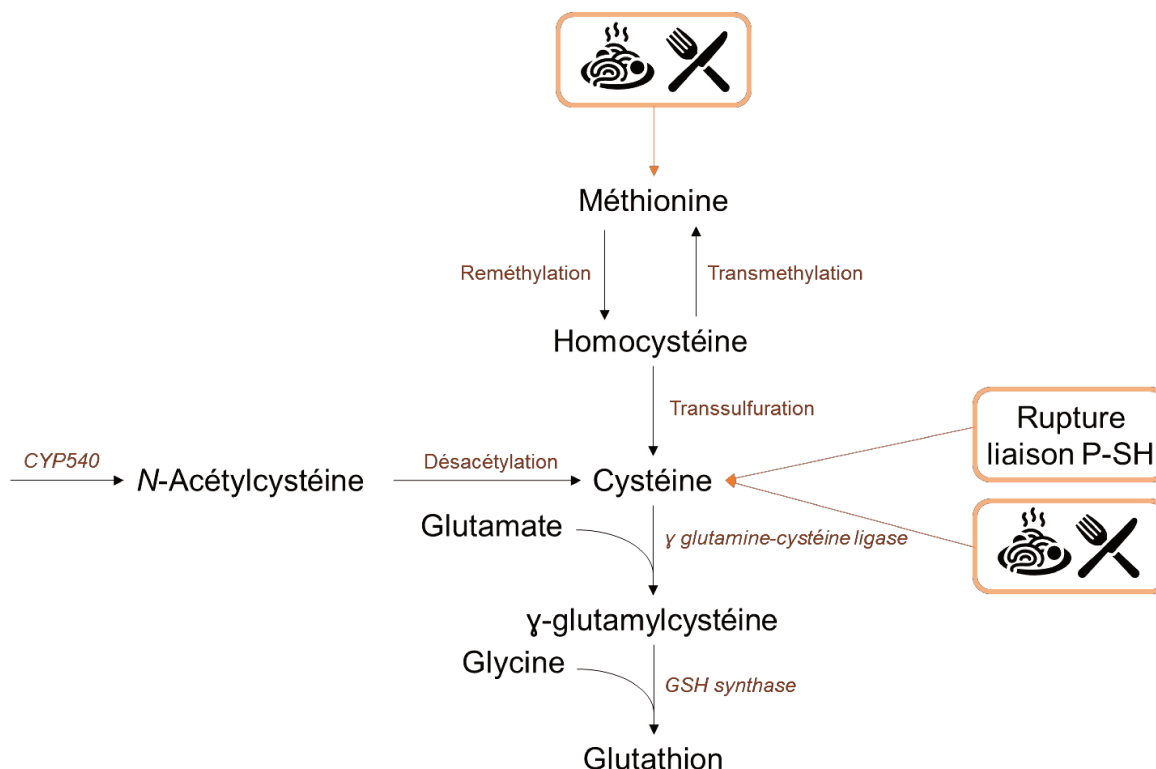 Méthionine
Reméthylation
Transmethylation
Homocystéine
Transsulfuration
Rupture
liaison P-SH
CYP540
N-Acétylcystéine
Désacétylation
Cystéine
Glutamate
ɣ glutamine-cystéine ligase
ɣ-glutamylcystéine
Glycine
GSH synthase
Glutathion